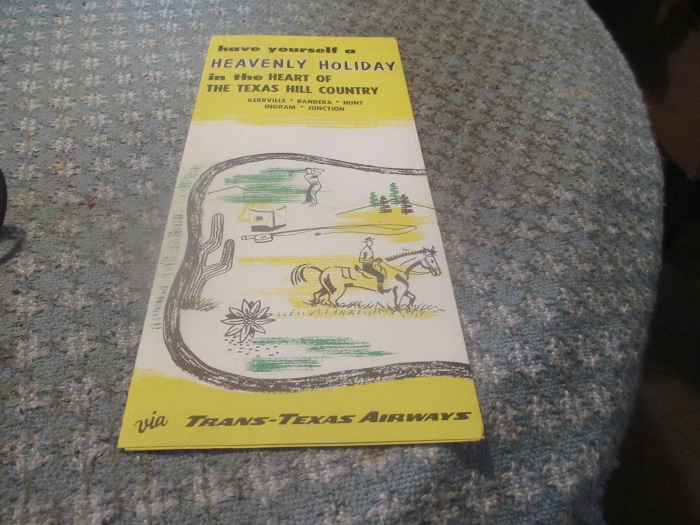 have yourself a
HEAVENLY HOLIDAY
in the HEART OF
THE TEXAS HILL COUNTRY
KERRVILLE • BANDERA • HUNT
INGRAM • JUNCTION
via TRANS-TEXAS AIRWAYS